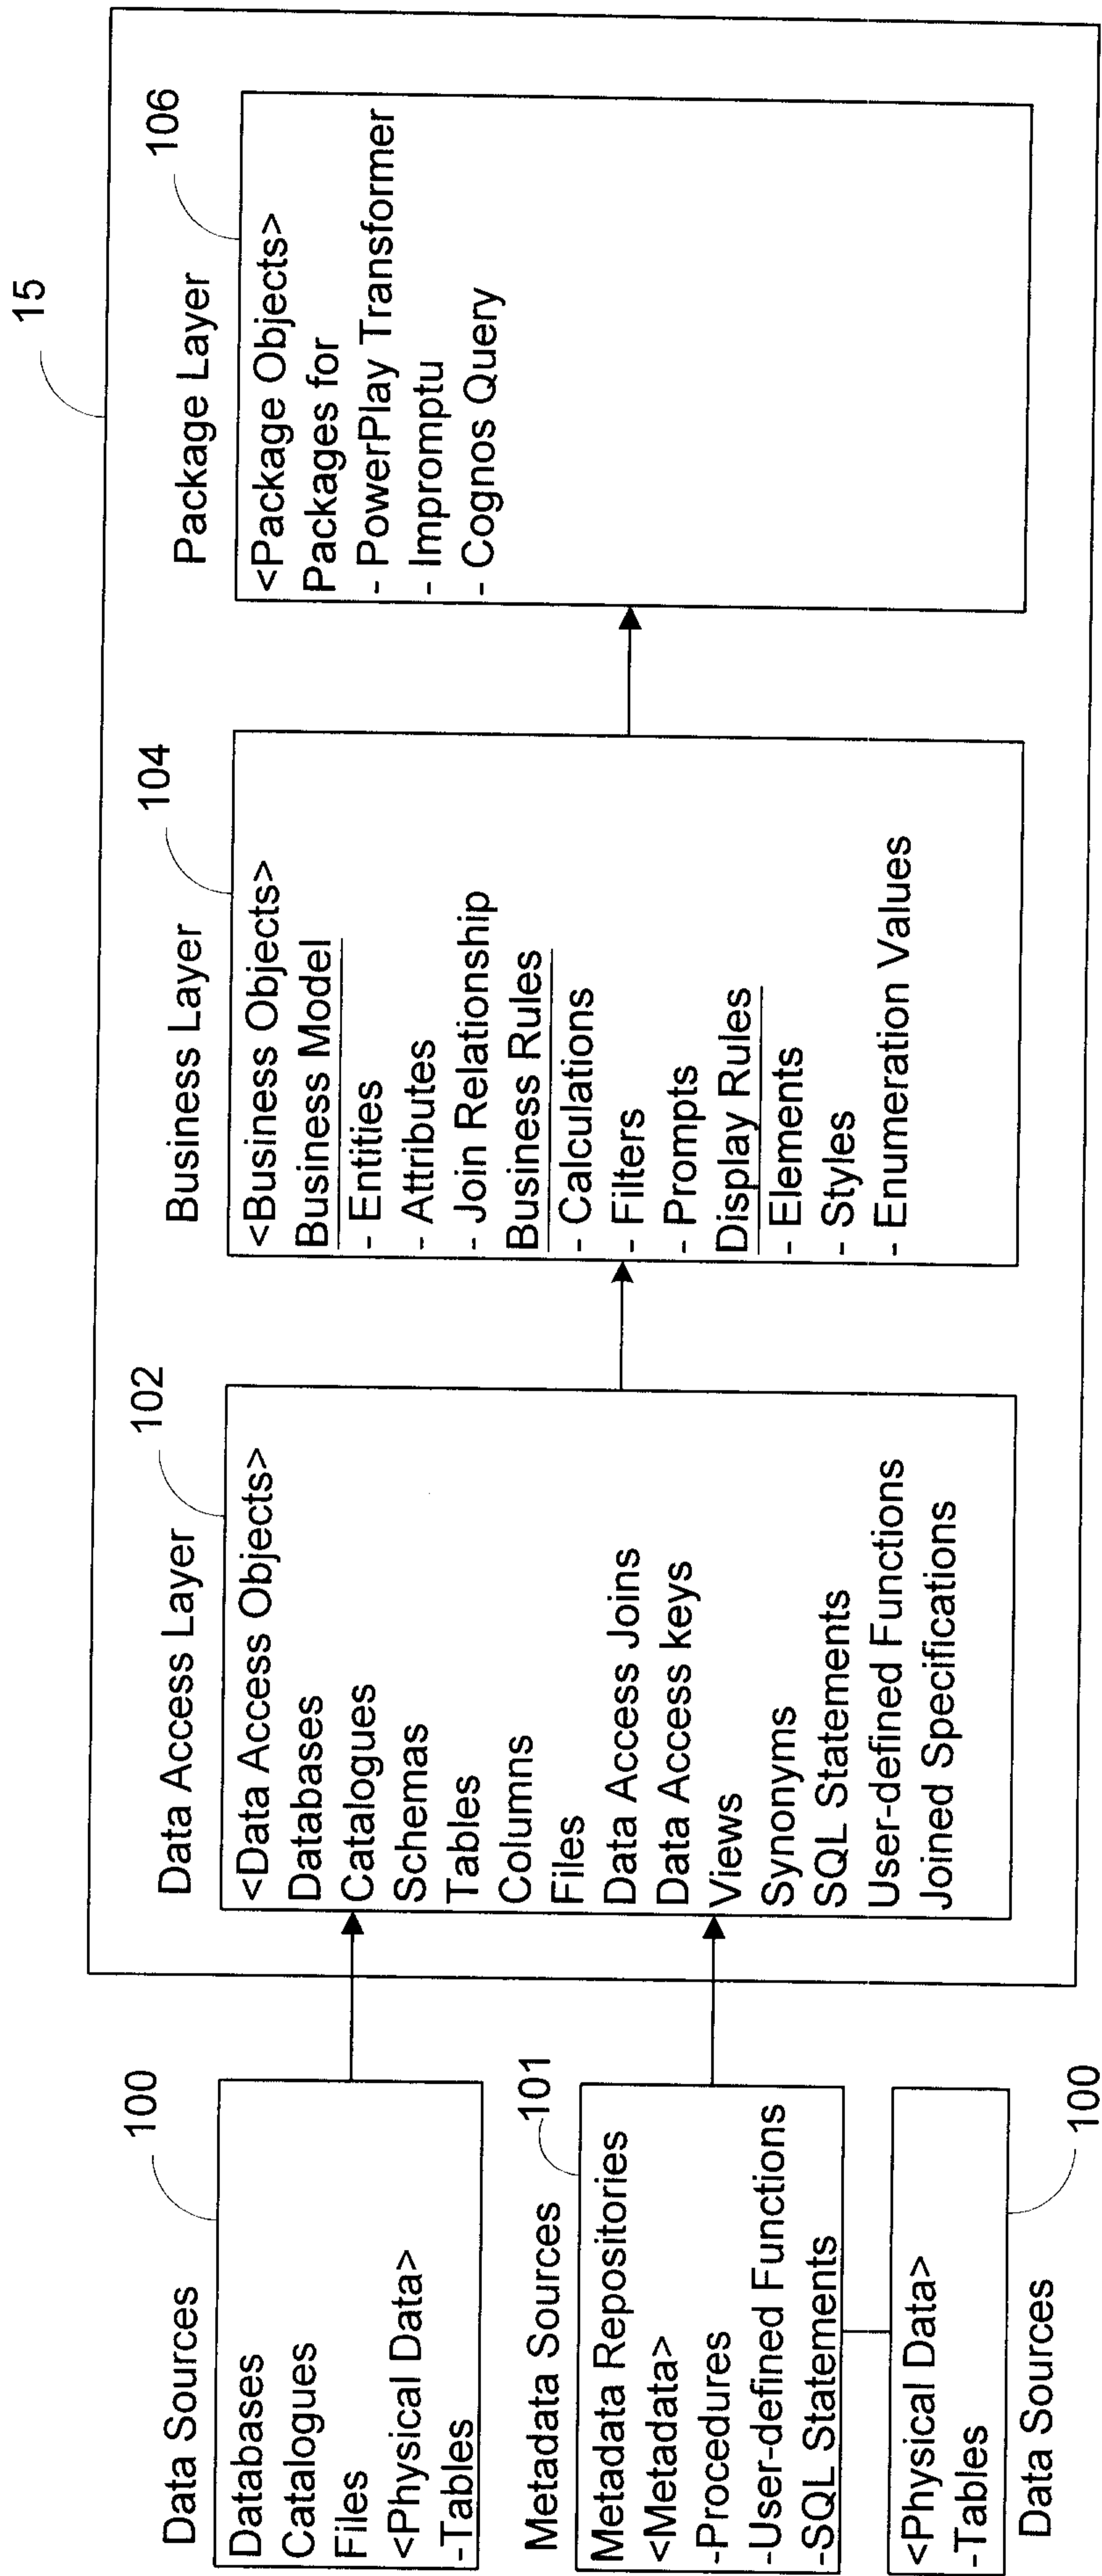 15
Data Sources
100
Databases
Catalogues
Files
<Physical Data>
-Tables
Metadata Sources
101
Metadata Repositories
<Metadata>
-Procedures
-User-defined Functions
-SQL Statements
<Physical Data>
-Tables
Data Sources
100
Data Access Layer
102
<Data Access Objects>
Databases
Catalogues
Schemas
Tables
Columns
Files
Data Access Joins
Data Access keys
Views
Synonyms
SQL Statements
User-defined Functions
Joined Specifications
Business Layer
104
<Business Objects>
Business Model
- Entities
- Attributes
- Join Relationship
Business Rules
- Calculations
- Filters
- Prompts
Display Rules
- Elements
- Styles
- Enumeration Values
Package Layer
106
<Package Objects>
Packages for
- PowerPlay Transformer
- Impromptu
- Cognos Query